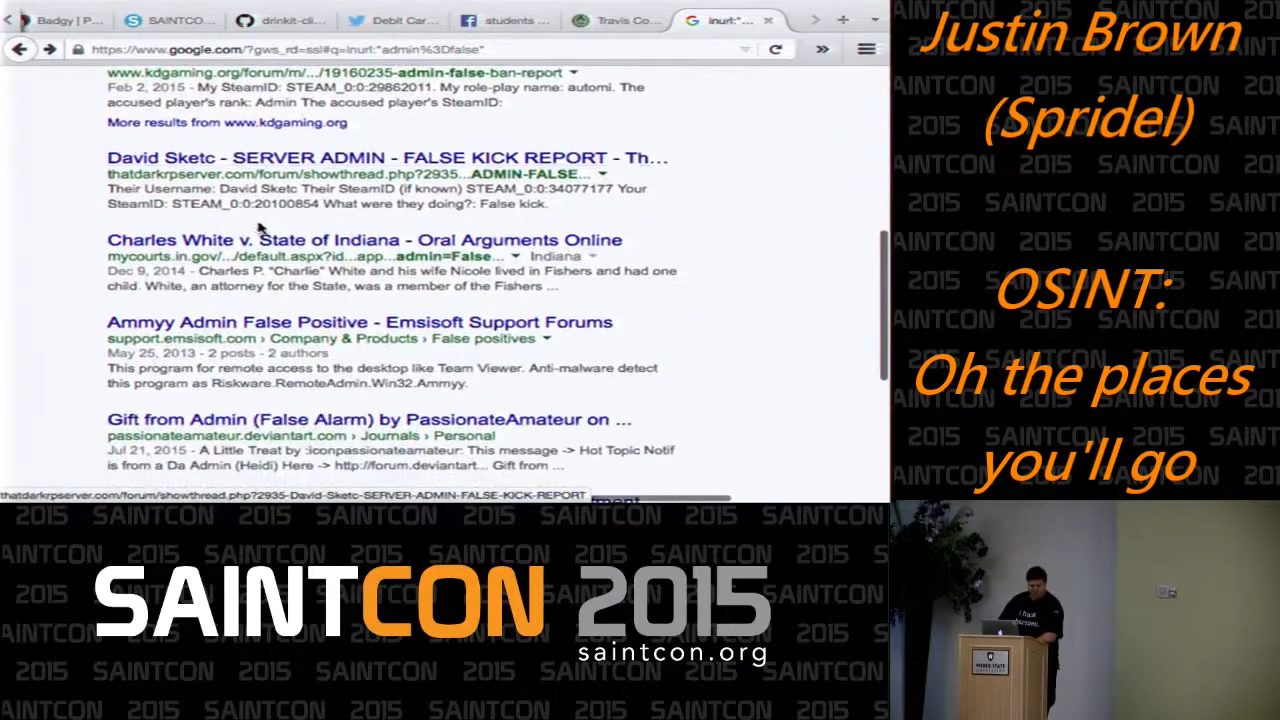 Badgy | P...
SAINTCO...
drinkit-cli...
Debit Car...
students ...
Travis Co...
inurl:"...
https://www.google.com/?gws_rd=ssl#q=inurl:"admin%3Dfalse"
www.kdgaming.org/forum/m/.../19160235-admin-false-ban-report
Feb 2, 2015 - My SteamID: STEAM_0:0:29862011. My role-play name: automi. The
accused player's rank: Admin The accused player's SteamID:
More results from www.kdgaming.org
David Sketc - SERVER ADMIN - FALSE KICK REPORT - Th...
thatdarkrpserver.com/forum/showthread.php?2935...ADMIN-FALSE...
Their Username: David Sketc Their SteamID (if known) STEAM_0:0:34077177 Your
SteamID: STEAM_0:0:20100854 What were they doing?: False kick.
Charles White v. State of Indiana - Oral Arguments Online
mycourts.in.gov/.../default.aspx?id...app...admin=False... Indiana
Dec 9, 2014 - Charles P. "Charlie" White and his wife Nicole lived in Fishers and had one
child. White, an attorney for the State, was a member of the Fishers ...
Ammyy Admin False Positive - Emsisoft Support Forums
support.emsisoft.com › Company & Products › False positives
May 25, 2013 - 2 posts - 2 authors
This program for remote access to the desktop like Team Viewer. Anti-malware detect
this program as Riskware.RemoteAdmin.Win32.Ammyy.
Gift from Admin (False Alarm) by PassionateAmateur on ...
passionateamateur.deviantart.com › Journals › Personal
Jul 21, 2015 - A Little Treat by :iconpassionateamateur: This message -> Hot Topic Notif
is from a Da Admin (Heidi) Here -> http://forum.deviantart... Gift from ...
thatdarkrpserver.com/forum/showthread.php?2935-David-Sketc-SERVER-ADMIN-FALSE-KICK-REPORT
Justin Brown
(Spridel)
OSINT:
Oh the places
you'll go
SAINTCON 2015
saintcon.org
i hack
WEBER STATE
UNIVERSITY